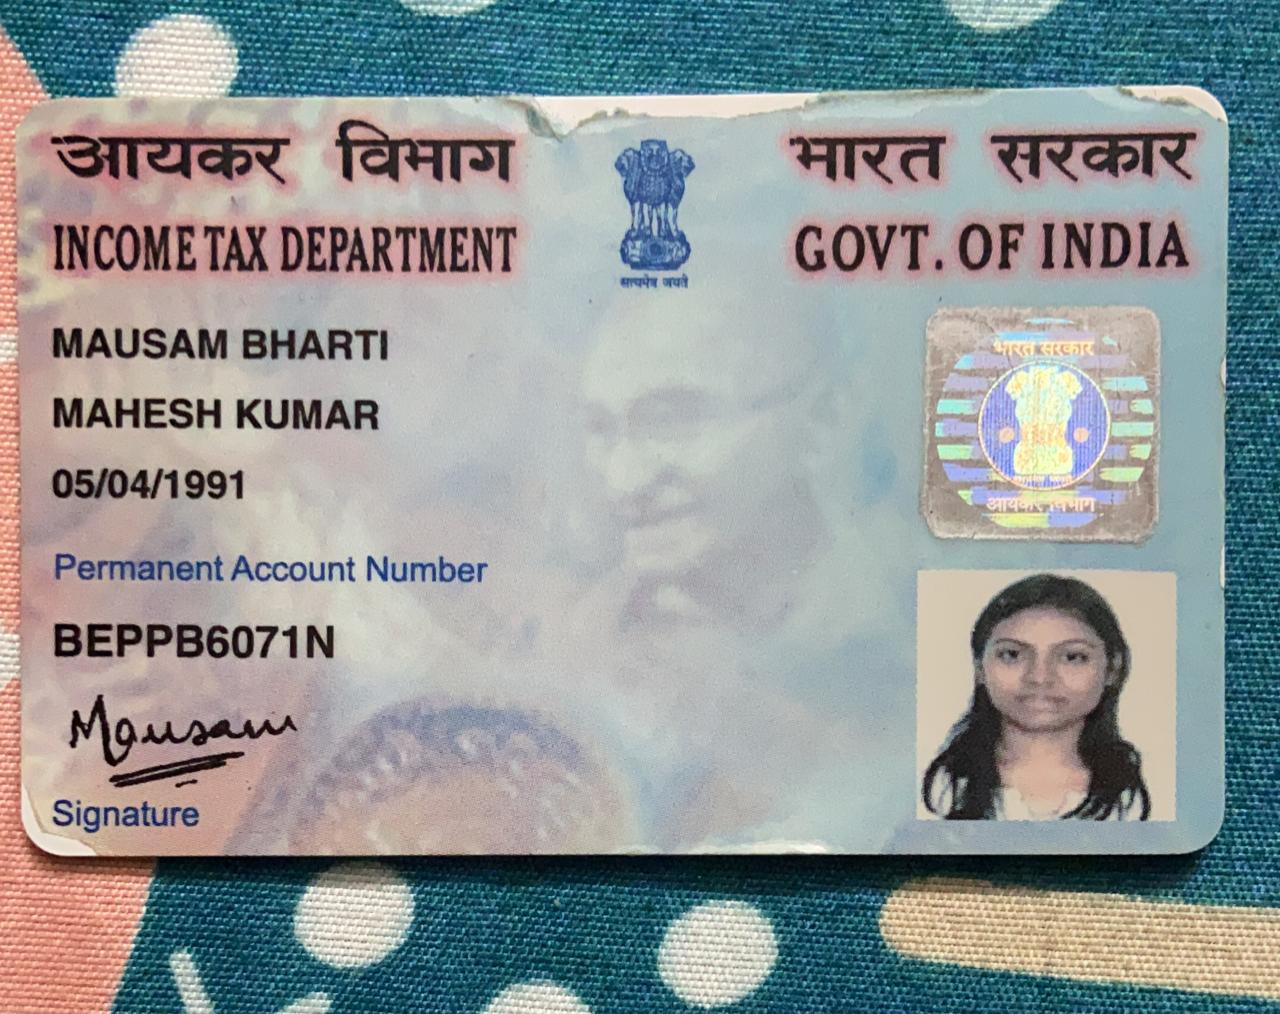 आयकर विभाग
INCOME TAX DEPARTMENT
सत्यमेव जयते
भारत सरकार
GOVT. OF INDIA
MAUSAM BHARTI
MAHESH KUMAR
05/04/1991
Permanent Account Number
BEPPB6071N
Mausam
Signature
भारत सरकार
आयकर विभाग